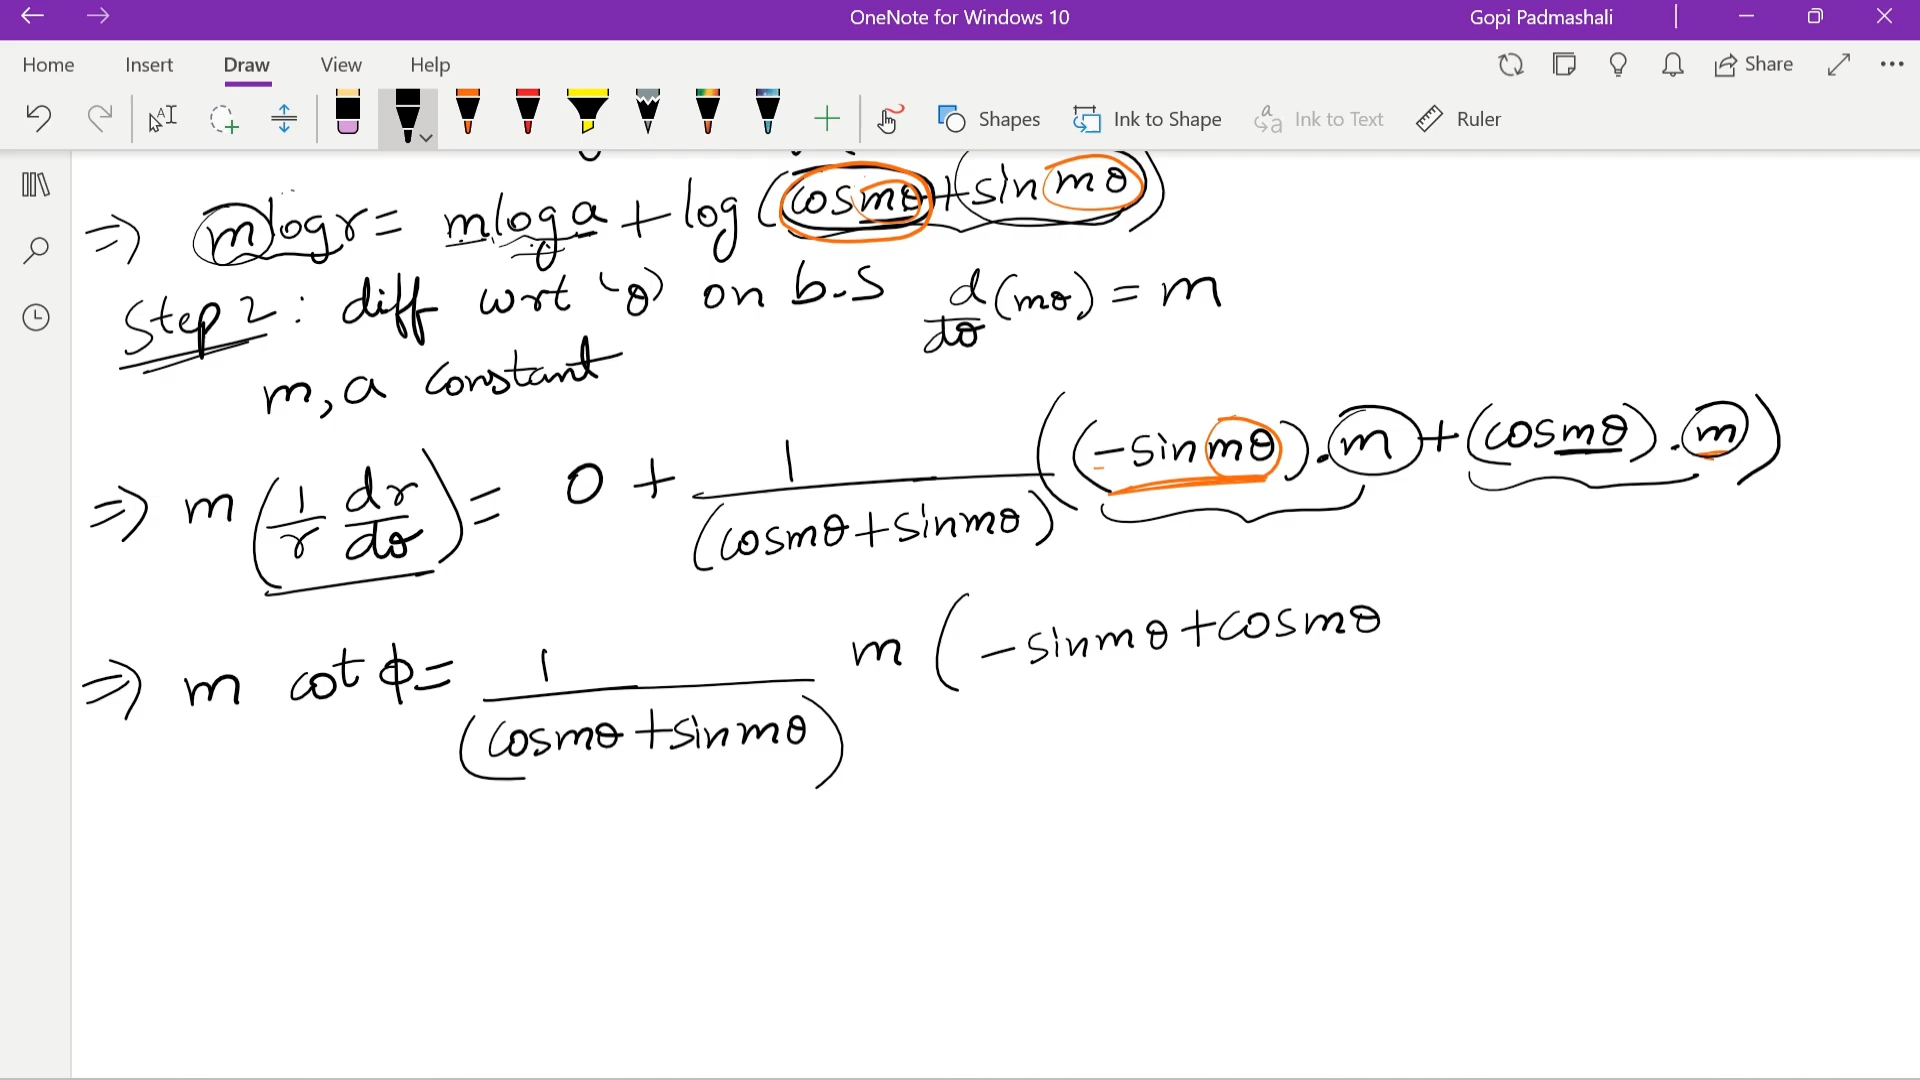 OneNote for Windows 10
Gopi Padmashali
Home Insert Draw View Help
Share
Shapes Ink to Shape Ink to Text Ruler
⇒ m log r = m log a + log (cos mθ + sin mθ)
Step 2 : diff wrt 'θ' on b.s d/dθ (mθ) = m
m, a constant
⇒ m (1/r dr/dθ) = 0 + 1/(cos mθ + sin mθ) ((-sin mθ).m + (cos mθ).m)
⇒ m cot ϕ = 1/(cos mθ + sin mθ) m (-sin mθ + cos mθ